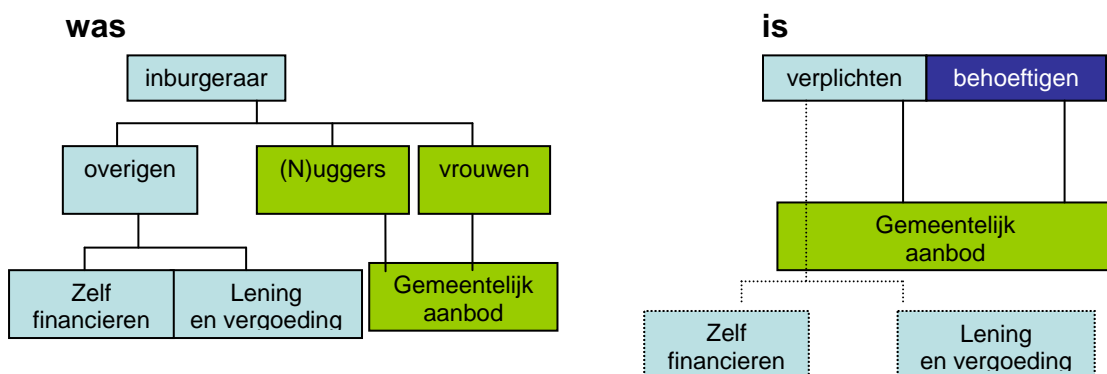 was
inburgeraar
overigen
(N)uggers
vrouwen
Zelf
financieren
Lening
en vergoeding
Gemeentelijk
aanbod
is
verplichten
behoeftigen
Gemeentelijk
aanbod
Zelf
financieren
Lening
en vergoeding